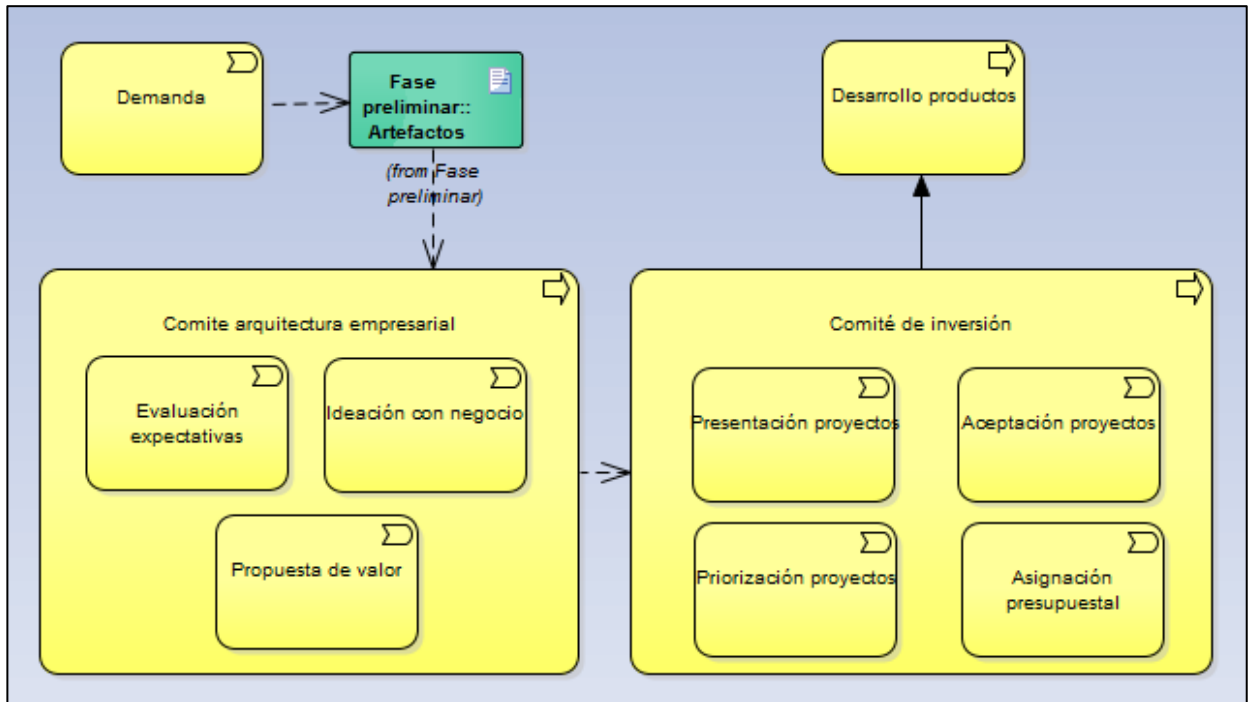 Demanda
Fase
preliminar::
Artefactos
(from Fase
preliminar)
Desarrollo productos
Comite arquitectura empresarial
Evaluación
expectativas
Ideación con negocio
Propuesta de valor
Comité de inversión
Presentación proyectos
Aceptación proyectos
Priorización proyectos
Asignación
presupuestal